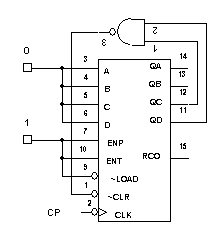 3
2
1
0
3 A QA 14
4 B QB 13
5 C QC 12
6 D QD 11
1
7 ENP
10 ENT RCO 15
9 ~LOAD
1 ~CLR
CP 2 CLK